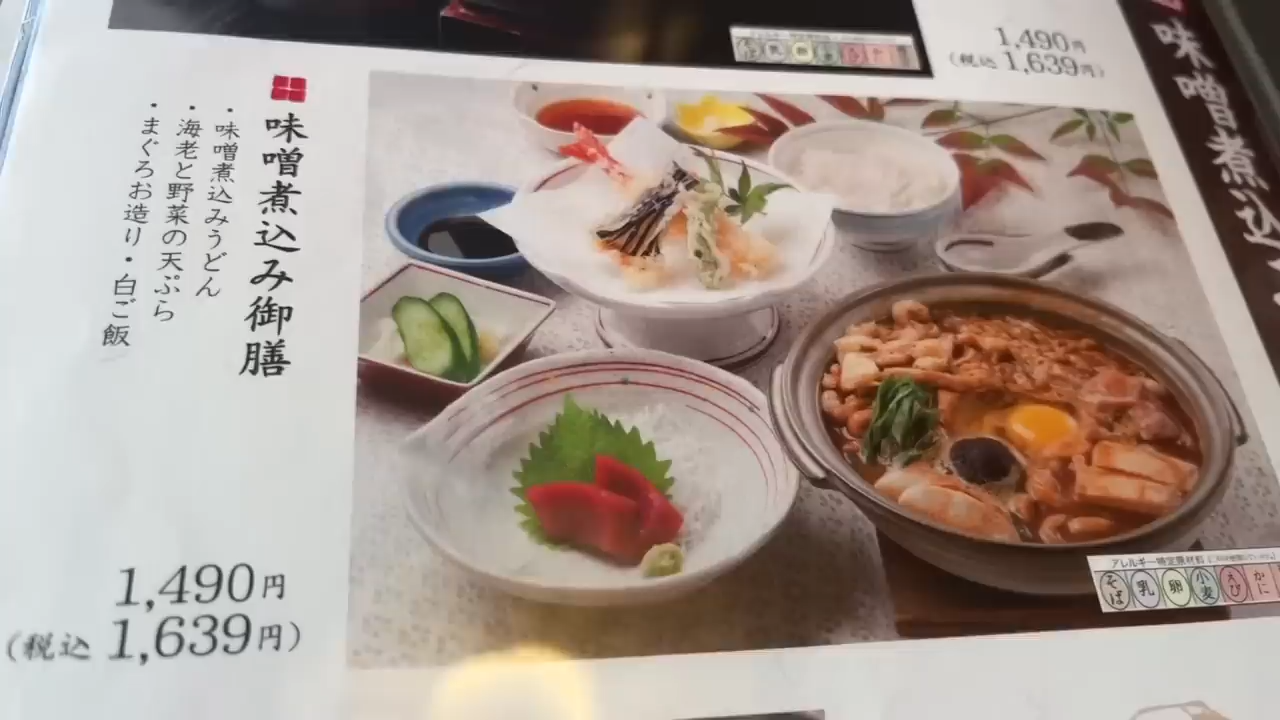 1,490円
(税込 1,639円)
味噌煮込
味噌煮込み御膳
・味噌煮込みうどん
・海老と野菜の天ぷら
・まぐろお造り・白ご飯
1,490円
(税込 1,639円)
アレルギー特定原材料
そば 乳 卵 小麦 えび かに